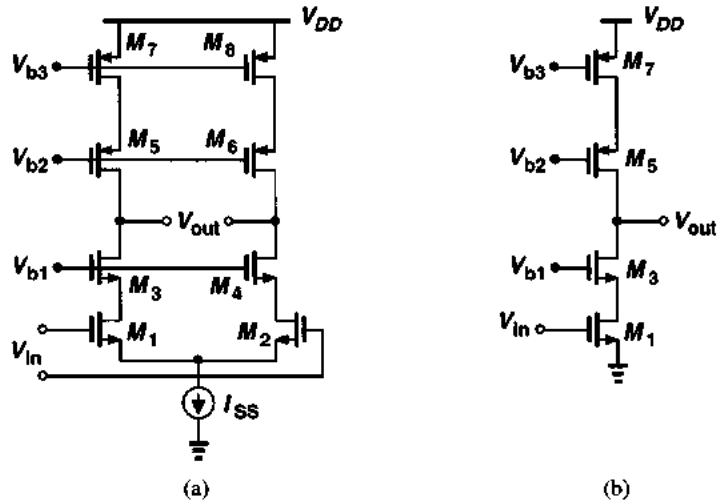 V_DD
M_7 M_8
V_b3
M_5 M_6
V_b2
V_out
V_b1
M_3 M_4
M_1 M_2
V_in
I_SS
(a)
V_DD
V_b3 M_7
V_b2 M_5
V_out
V_b1 M_3
V_in M_1
(b)